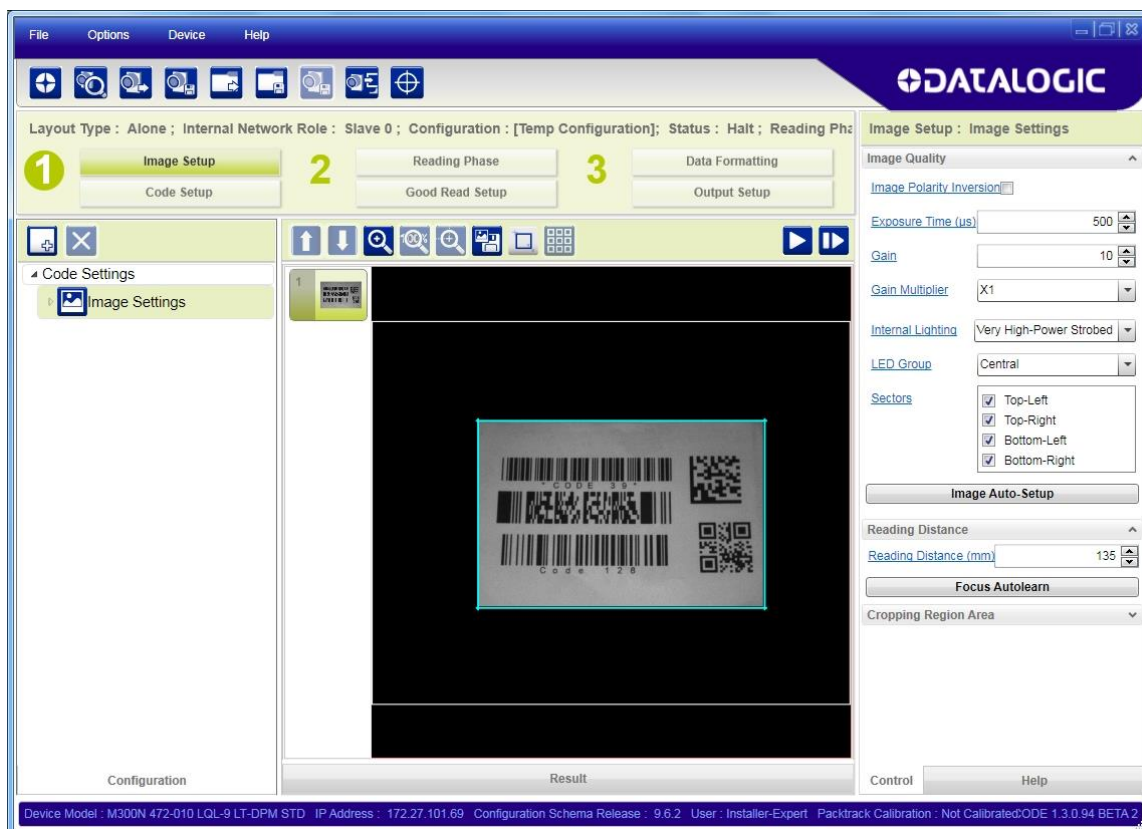 File Options Device Help
DATALOGIC
Layout Type : Alone ; Internal Network Role : Slave 0 ; Configuration : [Temp Configuration]; Status : Halt ; Reading Pha
1 Image Setup
Code Setup
2 Reading Phase
Good Read Setup
3 Data Formatting
Output Setup
100%
Code Settings
Image Settings
1
*CODE 39*
Code 128
Configuration
Result
Image Setup : Image Settings
Image Quality
Image Polarity Inversion
Exposure Time (µs) 500
Gain 10
Gain Multiplier X1
Internal Lighting Very High-Power Strobed
LED Group Central
Sectors Top-Left
Top-Right
Bottom-Left
Bottom-Right
Image Auto-Setup
Reading Distance
Reading Distance (mm) 135
Focus Autolearn
Cropping Region Area
Control Help
Device Model : M300N 472-010 LQL-9 LT-DPM STD IP Address : 172.27.101.69 Configuration Schema Release : 9.6.2 User : Installer-Expert Packtrack Calibration : Not Calibrated:ODE 1.3.0.94 BETA 2